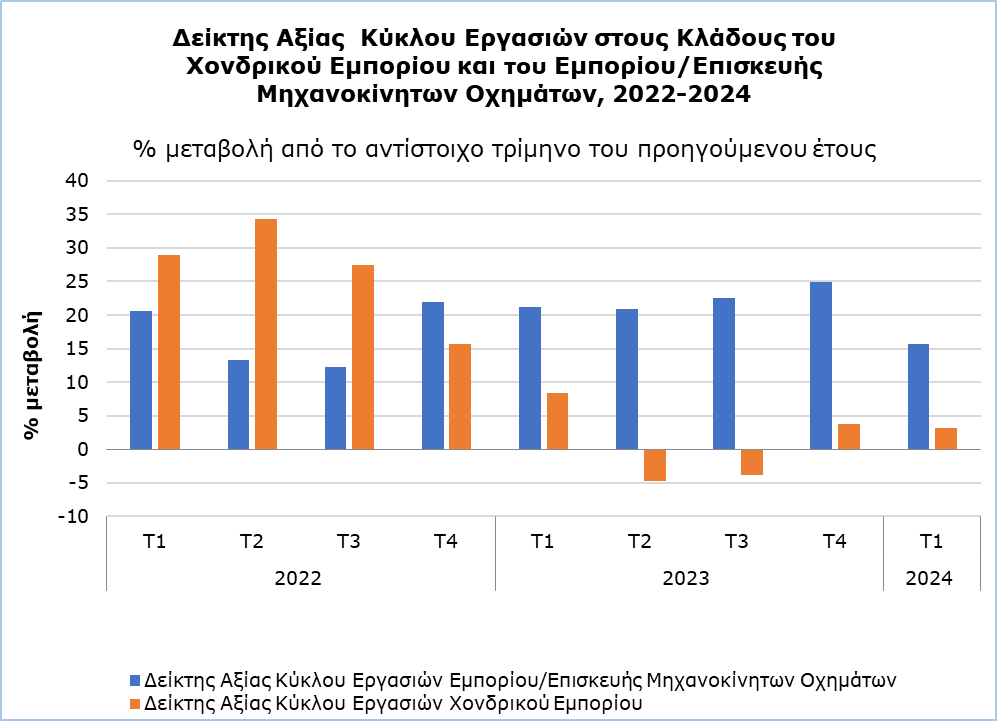 Δείκτης Αξίας  Κύκλου Εργασιών στους Κλάδους του
Χονδρικού Εμπορίου και του Εμπορίου/Επισκευής
Μηχανοκίνητων Οχημάτων, 2022-2024
% μεταβολή από το αντίστοιχο τρίμηνο του προηγούμενου έτους
% μεταβολή
40
35
30
25
20
15
10
5
0
-5
-10
Τ1 Τ2 Τ3 Τ4 Τ1 Τ2 Τ3 Τ4 Τ1
2022 2023 2024
Δείκτης Αξίας Κύκλου Εργασιών Εμπορίου/Επισκευής Μηχανοκίνητων Οχημάτων
Δείκτης Αξίας Κύκλου Εργασιών Χονδρικού Εμπορίου